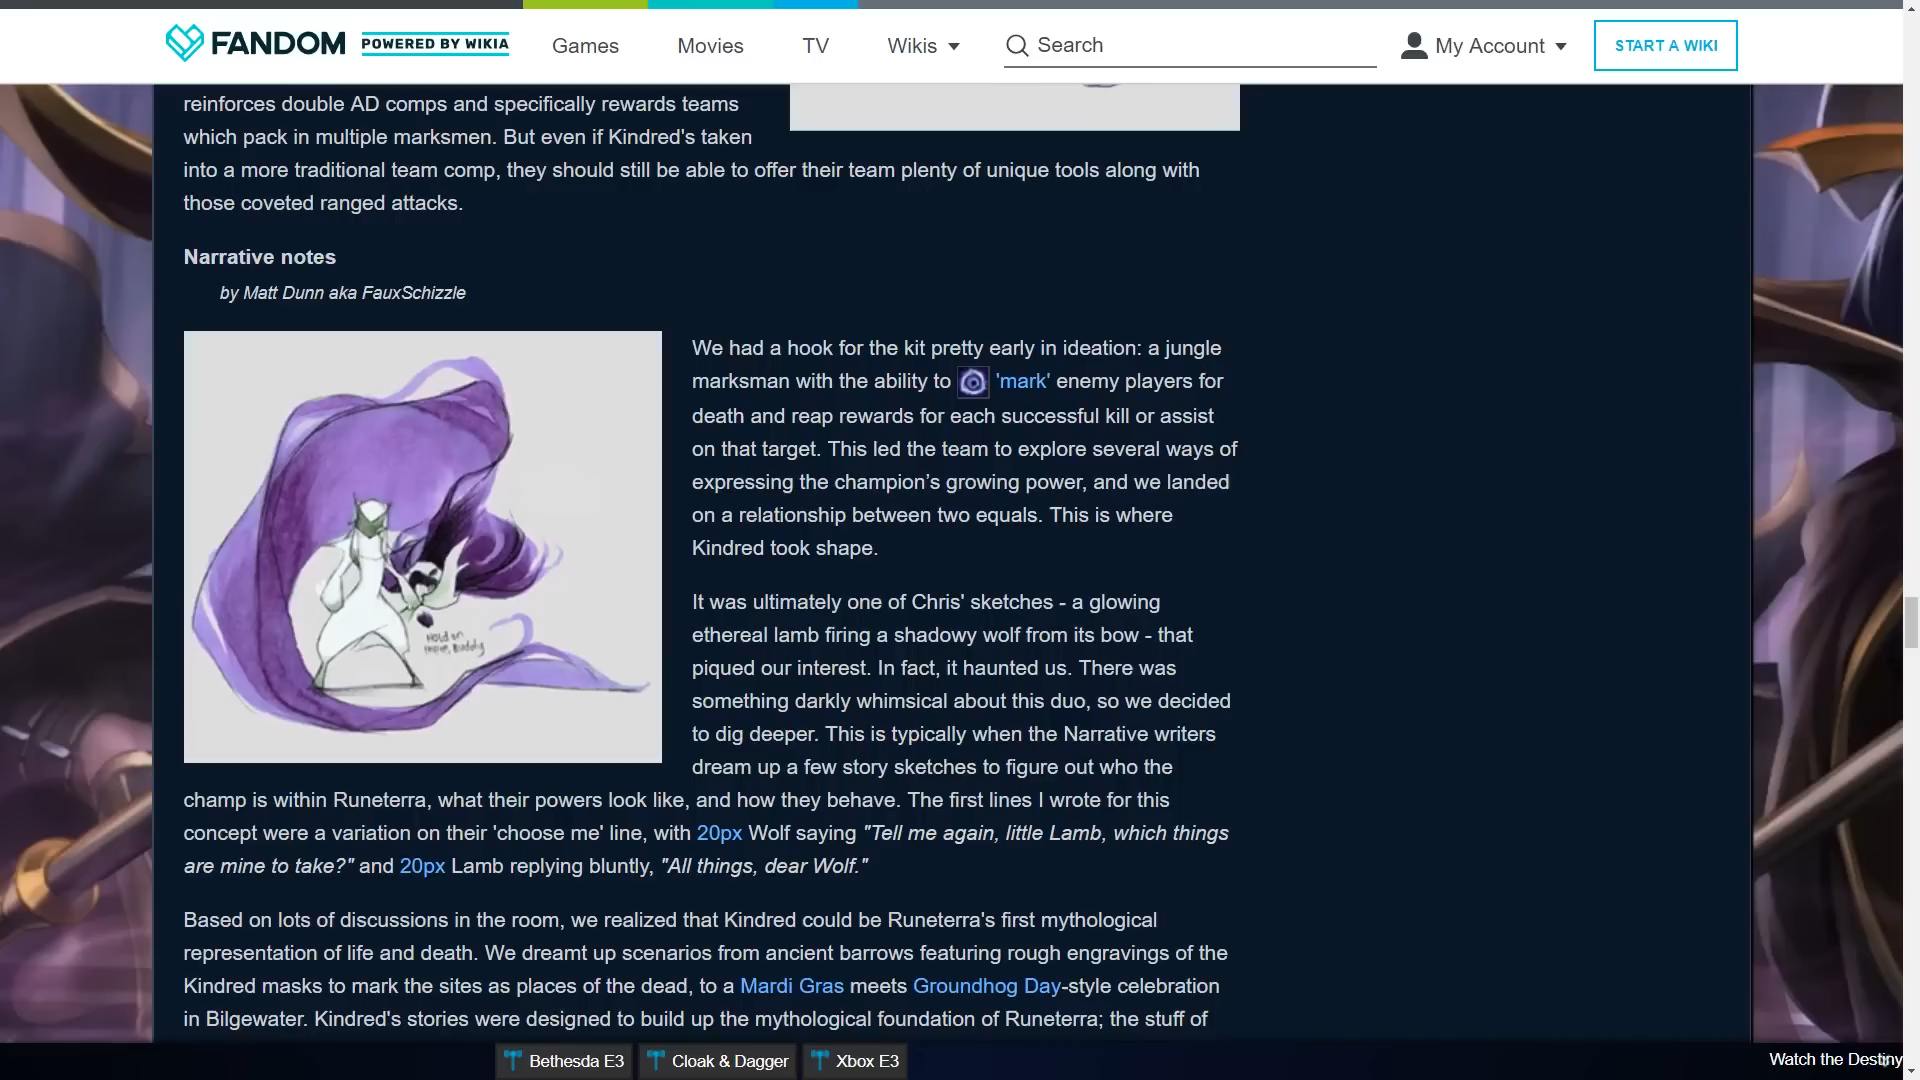 FANDOM POWERED BY WIKIA Games Movies TV Wikis Search My Account START A WIKI
reinforces double AD comps and specifically rewards teams
which pack in multiple marksmen. But even if Kindred's taken
into a more traditional team comp, they should still be able to offer their team plenty of unique tools along with
those coveted ranged attacks.
Narrative notes
by Matt Dunn aka FauxSchizzle
We had a hook for the kit pretty early in ideation: a jungle
marksman with the ability to 'mark' enemy players for
death and reap rewards for each successful kill or assist
on that target. This led the team to explore several ways of
expressing the champion’s growing power, and we landed
on a relationship between two equals. This is where
Kindred took shape.
Hold on
Buddy
It was ultimately one of Chris' sketches - a glowing
ethereal lamb firing a shadowy wolf from its bow - that
piqued our interest. In fact, it haunted us. There was
something darkly whimsical about this duo, so we decided
to dig deeper. This is typically when the Narrative writers
dream up a few story sketches to figure out who the
champ is within Runeterra, what their powers look like, and how they behave. The first lines I wrote for this
concept were a variation on their 'choose me' line, with 20px Wolf saying "Tell me again, little Lamb, which things
are mine to take?" and 20px Lamb replying bluntly, "All things, dear Wolf."
Based on lots of discussions in the room, we realized that Kindred could be Runeterra's first mythological
representation of life and death. We dreamt up scenarios from ancient barrows featuring rough engravings of the
Kindred masks to mark the sites as places of the dead, to a Mardi Gras meets Groundhog Day-style celebration
in Bilgewater. Kindred's stories were designed to build up the mythological foundation of Runeterra; the stuff of
Bethesda E3 Cloak & Dagger Xbox E3 Watch the Destiny